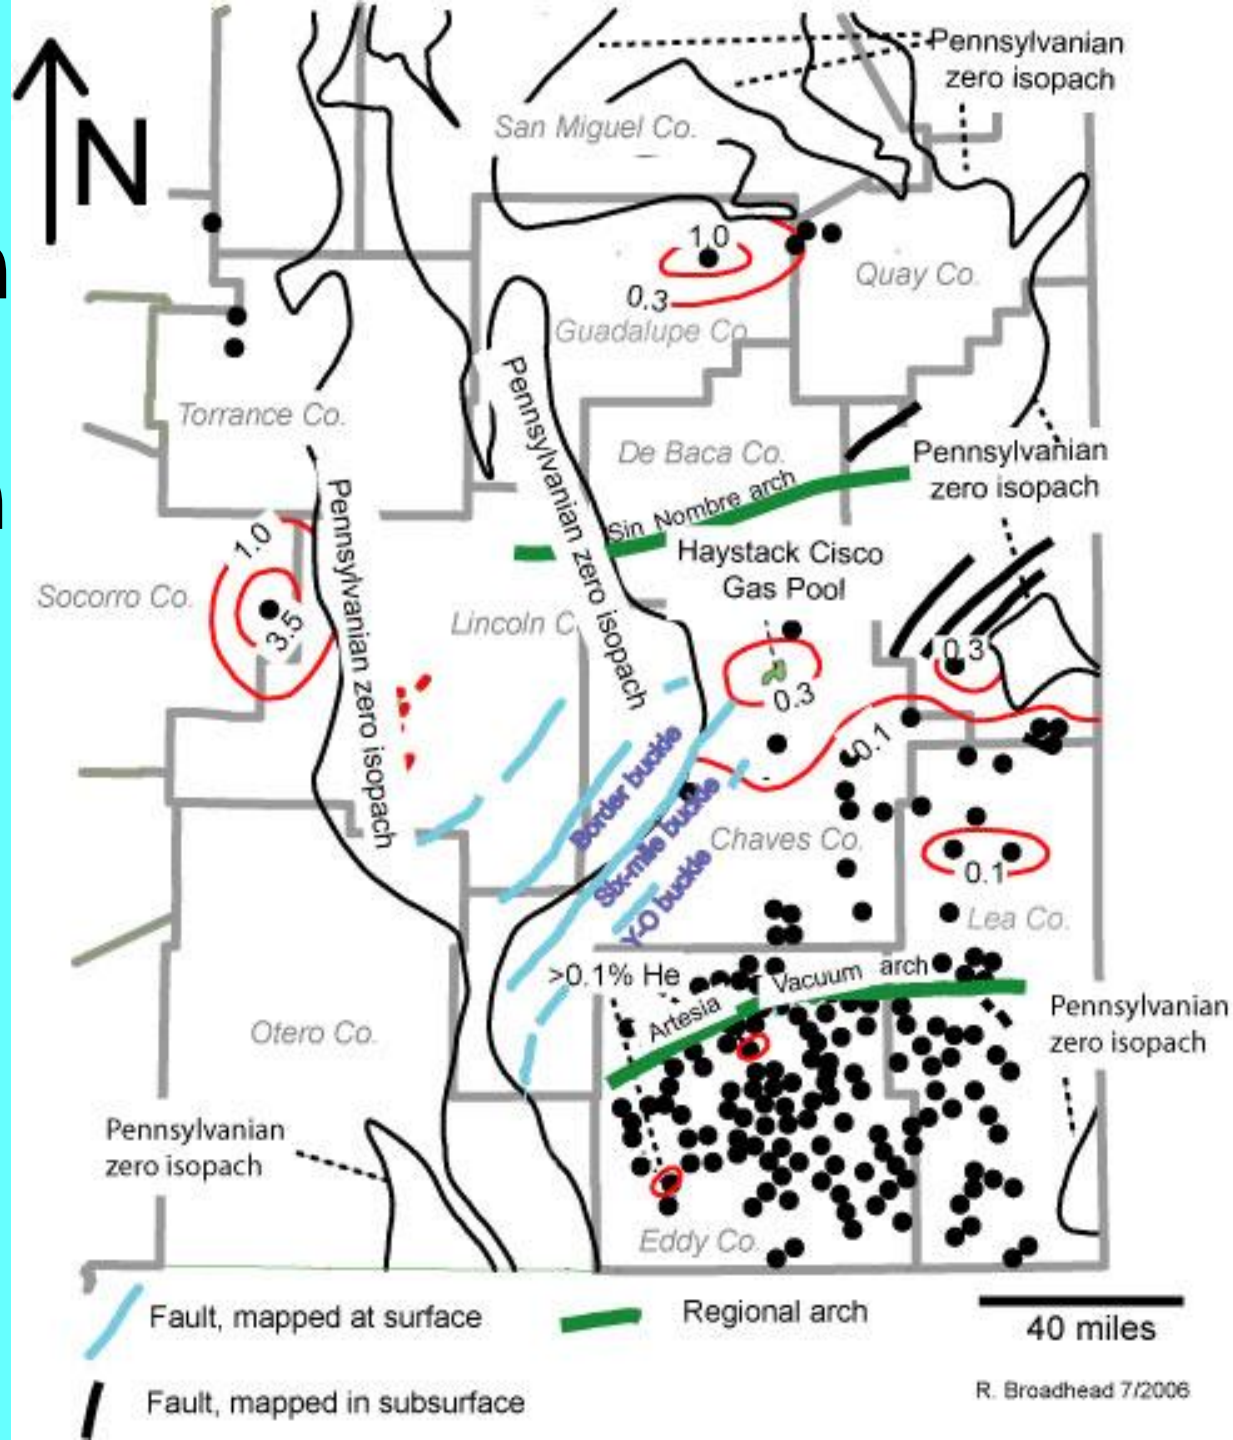 N
Pennsylvanian
zero isopach
San Miguel Co.
1.0
0.3
Quay Co.
Guadalupe Co
Pennsylvanian zero isopach
Torrance Co.
De Baca Co.
Pennsylvanian
zero isopach
Sin Nombre arch
Pennsylvanian zero isopach
1.0
3.5
Haystack Cisco
Gas Pool
Socorro Co.
Lincoln C
0.3
0.3
0.1
Border buckle
Six-mile buckle
Y-O buckle
Chaves Co.
0.1
Lea Co.
>0.1% He
Artesia Vacuum arch
Pennsylvanian
zero isopach
Otero Co.
Pennsylvanian
zero isopach
Eddy Co.
Fault, mapped at surface
Regional arch
40 miles
Fault, mapped in subsurface
R. Broadhead 7/2006